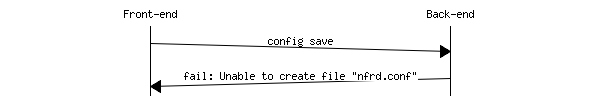 Front-end
Back-end
config save
fail: Unable to create file "nfrd.conf"